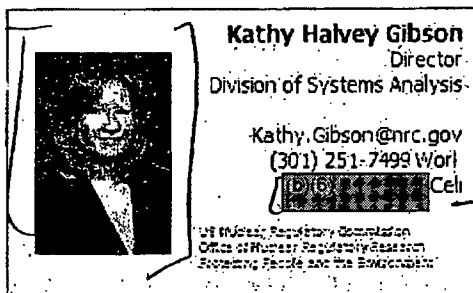 Kathy Halvey Gibson
Director
Division of Systems Analysis
Kathy.Gibson@nrc.gov
(301) 251-7499 Work
(b)(6) Cell
US Nuclear Regulatory Commission
Office of Nuclear Regulatory Research
Protecting People and the Environment